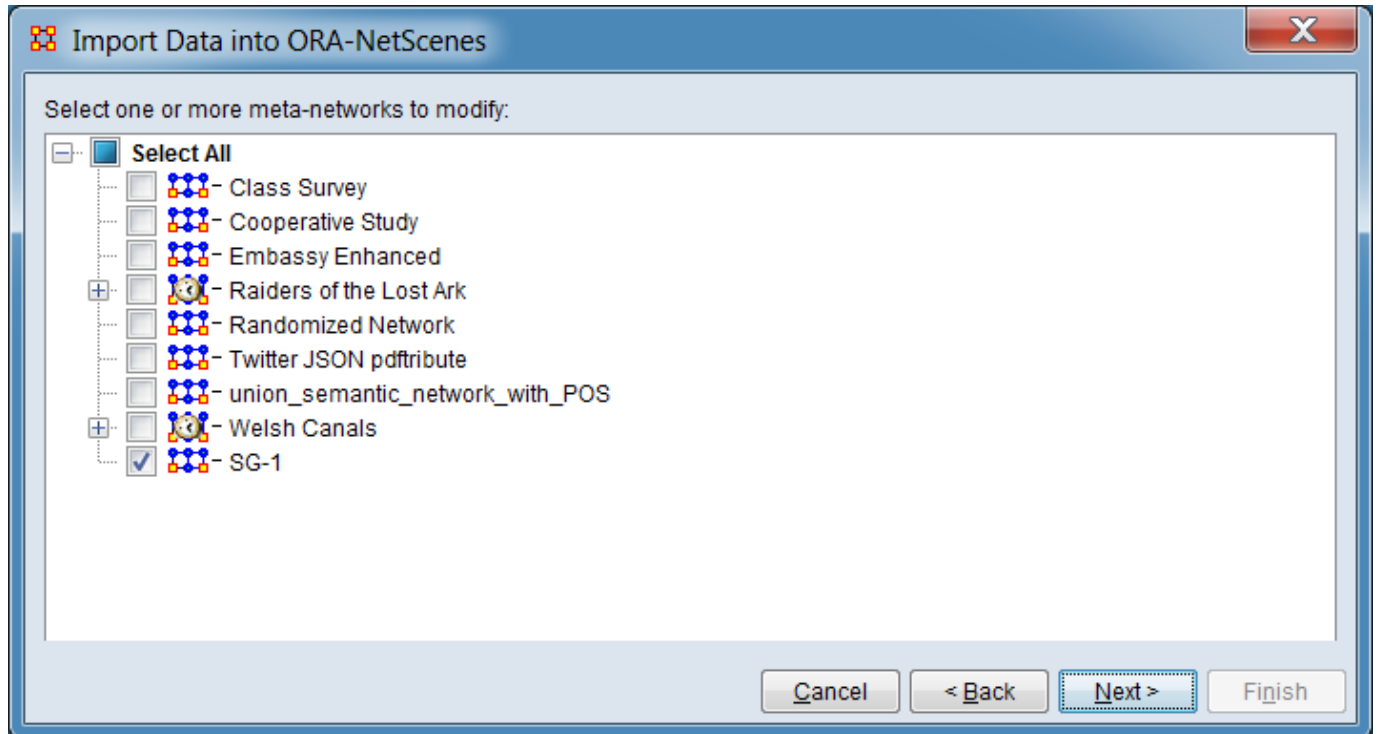 Import Data into ORA-NetScenes
Select one or more meta-networks to modify:
Select All
Class Survey
Cooperative Study
Embassy Enhanced
Raiders of the Lost Ark
Randomized Network
Twitter JSON pdftribute
union_semantic_network_with_POS
Welsh Canals
SG-1
Cancel < Back Next > Finish